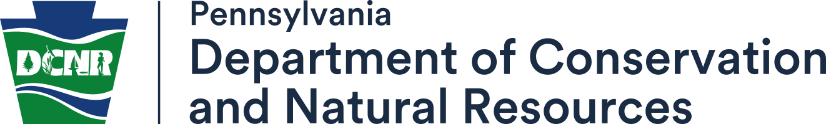 DCNR
Pennsylvania
Department of Conservation
and Natural Resources